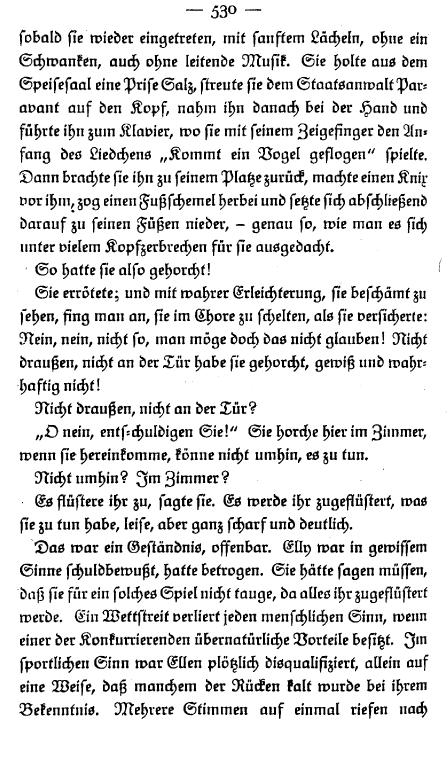 — 530 —
sobald sie wieder eingetreten, mit sanftem Lächeln, ohne ein
Schwanken, auch ohne leitende Musik. Sie holte aus dem
Speisesaal eine Prise Salz, streute sie dem Staatsanwalt Par-
avant auf den Kopf, nahm ihn danach bei der Hand und
führte ihn zum Klavier, wo sie mit seinem Zeigefinger den An-
fang des Liedchens „Kommt ein Vogel geflogen“ spielte.
Dann brachte sie ihn zu seinem Platze zurück, machte einen Knix
vor ihm, zog einen Fußschemel herbei und setzte sich abschließend
darauf zu seinen Füßen nieder, – genau so, wie man es sich
unter vielem Kopfzerbrechen für sie ausgedacht.
So hatte sie also gehorcht!
Sie errötete; und mit wahrer Erleichterung, sie beschämt zu
sehen, fing man an, sie im Chore zu schelten, als sie versicherte:
Nein, nein, nicht so, man möge doch das nicht glauben! Nicht
draußen, nicht an der Tür habe sie gehorcht, gewiß und wahr-
haftig nicht!
Nicht draußen, nicht an der Tür?
„O nein, ents-chuldigen Sie!“ Sie horche hier im Zimmer,
wenn sie hereinkomme, könne nicht umhin, es zu tun.
Nicht umhin? Im Zimmer?
Es flüstere ihr zu, sagte sie. Es werde ihr zugeflüstert, was
sie zu tun habe, leise, aber ganz scharf und deutlich.
Das war ein Geständnis, offenbar. Elly war in gewissem
Sinne schuldbewußt, hatte betrogen. Sie hätte sagen müssen,
daß sie für ein solches Spiel nicht tauge, da alles ihr zugeflüstert
werde. Ein Wettstreit verliert jeden menschlichen Sinn, wenn
einer der Konkurrierenden übernatürliche Vorteile besitzt. Im
sportlichen Sinn war Ellen plötzlich disqualifiziert, allein auf
eine Weise, daß manchem der Rücken kalt wurde bei ihrem
Bekenntnis. Mehrere Stimmen auf einmal riefen nach